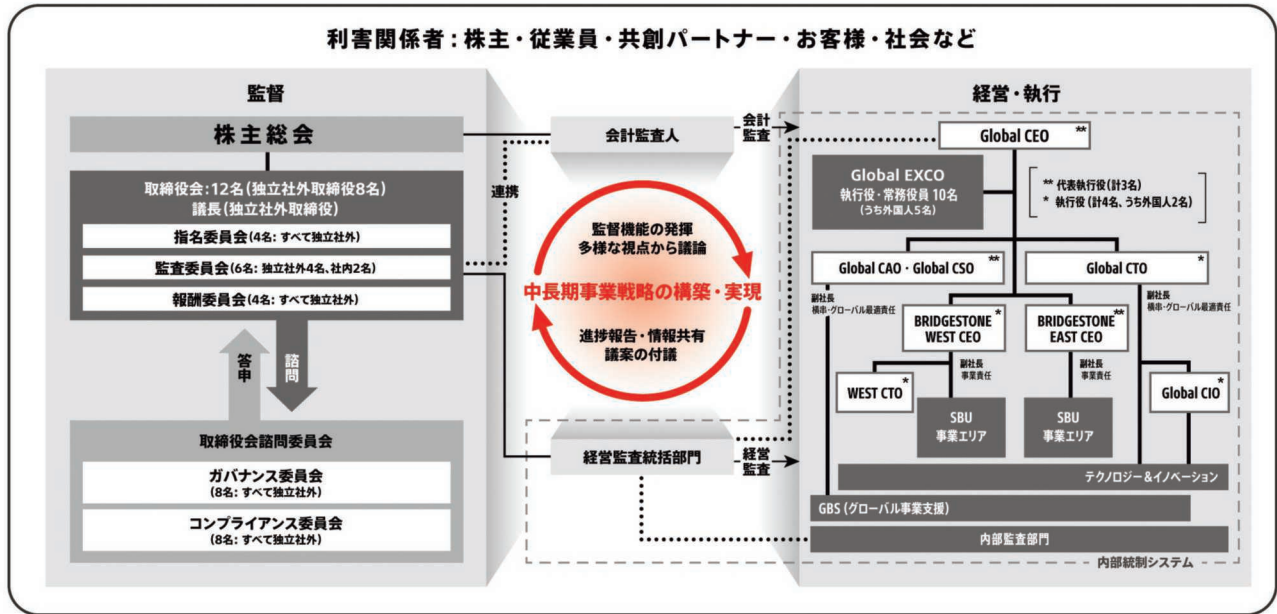 利害関係者：株主・従業員・共創パートナー・お客様・社会など
監督
株主総会
取締役会：12名(独立社外取締役8名)
議長(独立社外取締役)
指名委員会(4名: すべて独立社外)
監査委員会(6名: 独立社外4名、社内2名)
報酬委員会(4名: すべて独立社外)
答申
諮問
取締役会諮問委員会
ガバナンス委員会
(8名: すべて独立社外)
コンプライアンス委員会
(8名: すべて独立社外)
会計監査人
会計
監査
連携
監督機能の発揮
多様な視点から議論
中長期事業戦略の構築・実現
進捗報告・情報共有
議案の付議
経営監査統括部門
経営
監査
経営・執行
Global CEO **
Global EXCO
執行役・常務役員 10名
(うち外国人5名)
** 代表執行役(計3名)
* 執行役(計4名、うち外国人2名)
Global CAO・Global CSO **
Global CTO *
副社長
横串・グローバル最適責任
副社長
横串・グローバル最適責任
BRIDGESTONE *
WEST CEO
BRIDGESTONE **
EAST CEO
副社長
事業責任
副社長
事業責任
WEST CTO *
Global CIO *
SBU
事業エリア
SBU
事業エリア
テクノロジー&イノベーション
GBS(グローバル事業支援)
内部監査部門
内部統制システム